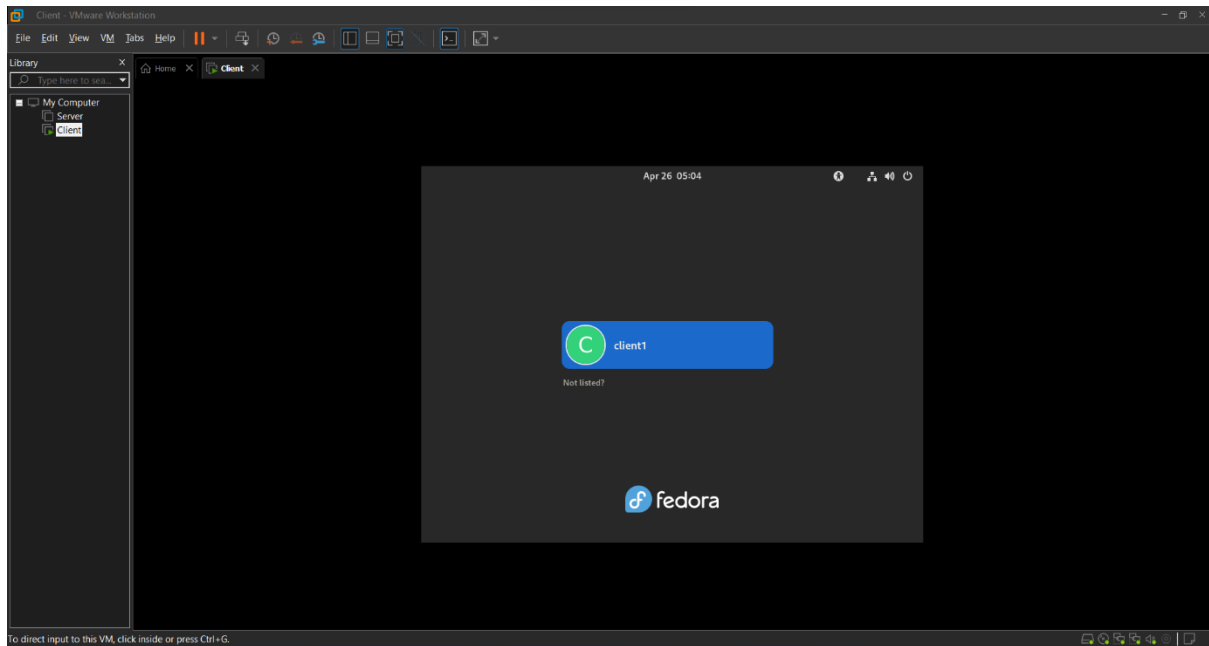 Client - VMware Workstation
File Edit View VM Tabs Help
Library
Type here to sea...
My Computer
Server
Client
Home
Client
Apr 26 05:04
C
client1
Not listed?
fedora
To direct input to this VM, click inside or press Ctrl+G.